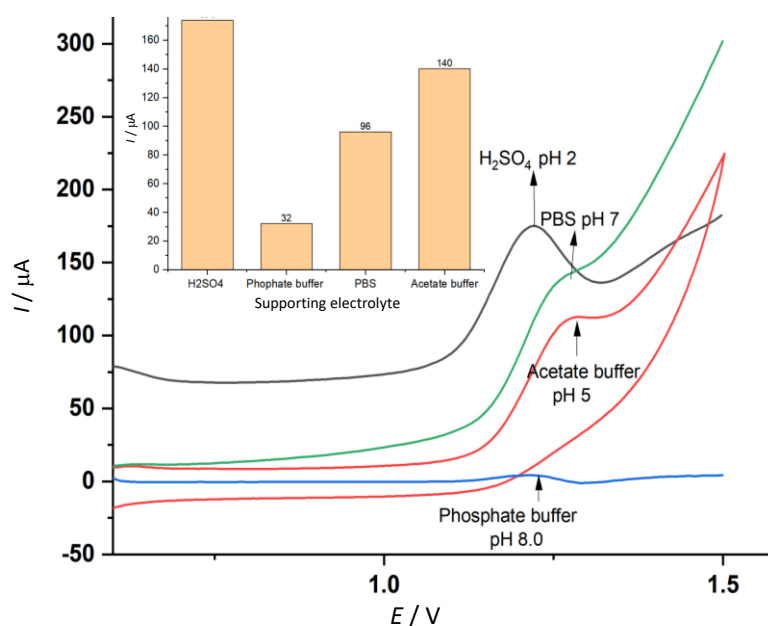 300
250
200
150
100
50
0
-50
I / µA
1.0
1.5
E / V
160
140
120
100
80
60
40
20
0
I / µA
32
96
140
H2SO4
Phophate buffer
PBS
Acetate buffer
Supporting electrolyte
H₂SO₄ pH 2
PBS pH 7
Acetate buffer
pH 5
Phosphate buffer
pH 8.0